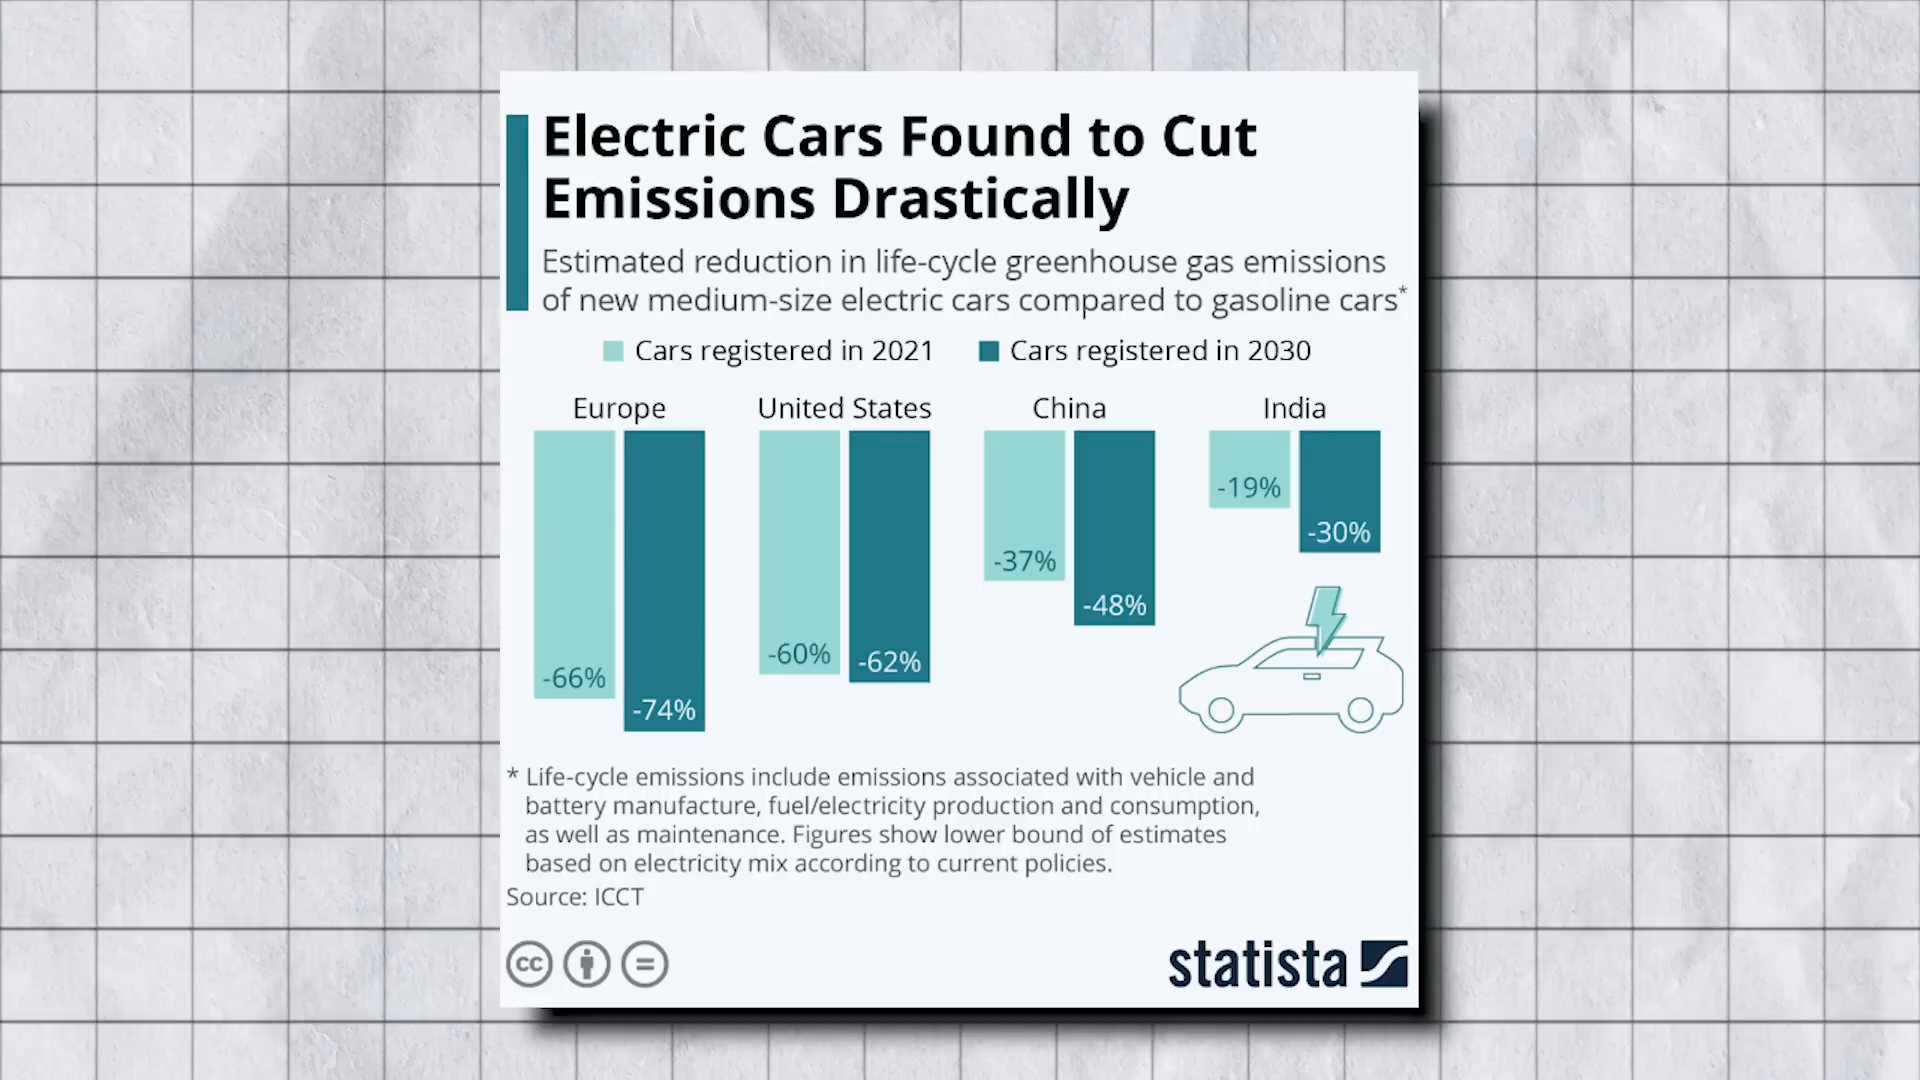 Electric Cars Found to Cut
Emissions Drastically
Estimated reduction in life-cycle greenhouse gas emissions
of new medium-size electric cars compared to gasoline cars*
Cars registered in 2021 Cars registered in 2030
Europe United States China India
-66% -74% -60% -62% -37% -48% -19% -30%
* Life-cycle emissions include emissions associated with vehicle and
battery manufacture, fuel/electricity production and consumption,
as well as maintenance. Figures show lower bound of estimates
based on electricity mix according to current policies.
Source: ICCT
cc =
statista